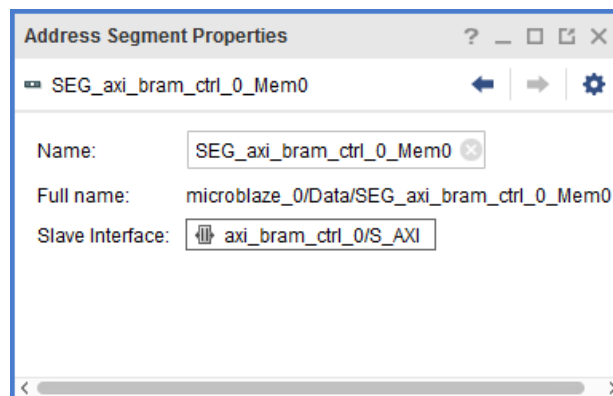 Address Segment Properties
SEG_axi_bram_ctrl_0_Mem0
Name: SEG_axi_bram_ctrl_0_Mem0
Full name: microblaze_0/Data/SEG_axi_bram_ctrl_0_Mem0
Slave Interface: axi_bram_ctrl_0/S_AXI